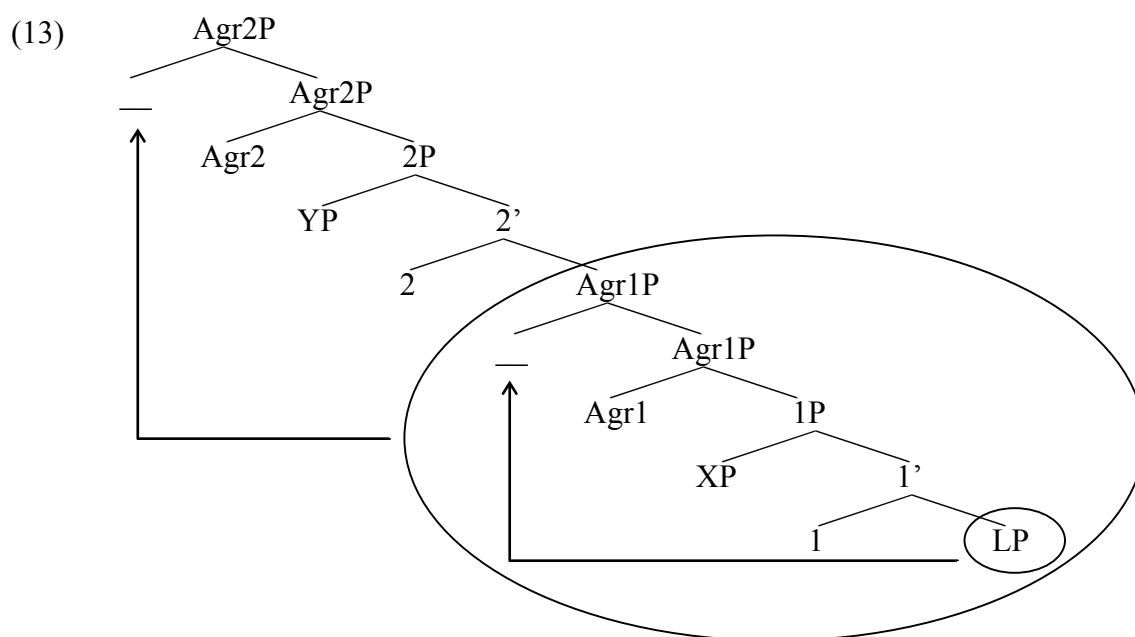 (13)
Agr2P
— Agr2P
Agr2 2P
YP 2’
2 Agr1P
— Agr1P
Agr1 1P
XP 1’
1 LP